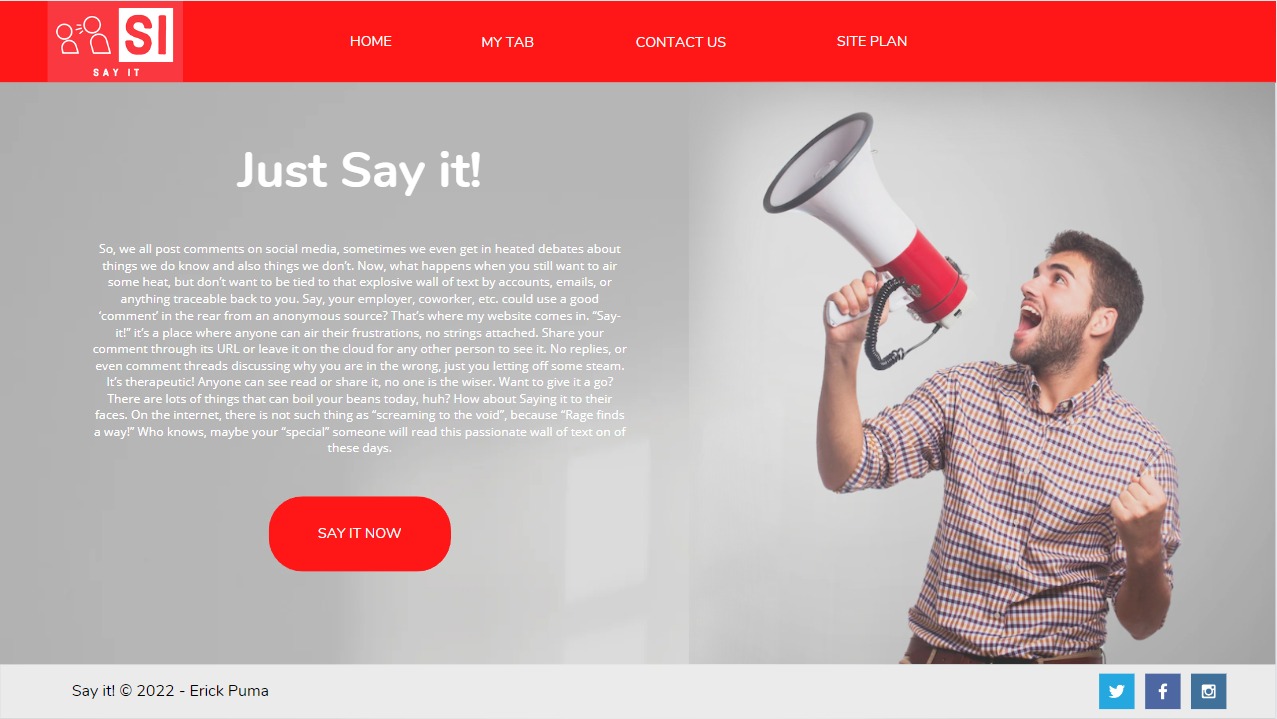 SI
SAY IT
HOME
MY TAB
CONTACT US
SITE PLAN
Just Say it!
So, we all post comments on social media, sometimes we even get in heated debates about
things we do know and also things we don’t. Now, what happens when you still want to air
some heat, but don’t want to be tied to that explosive wall of text by accounts, emails, or
anything traceable back to you. Say, your employer, coworker, etc. could use a good
‘comment’ in the rear from an anonymous source? That’s where my website comes in. “Say-
it!” it’s a place where anyone can air their frustrations, no strings attached. Share your
comment through its URL or leave it on the cloud for any other person to see it. No replies, or
even comment threads discussing why you are in the wrong, just you letting off some steam.
It’s therapeutic! Anyone can see read or share it, no one is the wiser. Want to give it a go?
There are lots of things that can boil your beans today, huh? How about Saying it to their
faces. On the internet, there is not such thing as “screaming to the void”, because “Rage finds
a way!” Who knows, maybe your “special” someone will read this passionate wall of text on of
these days.
SAY IT NOW
Say it! © 2022 - Erick Puma